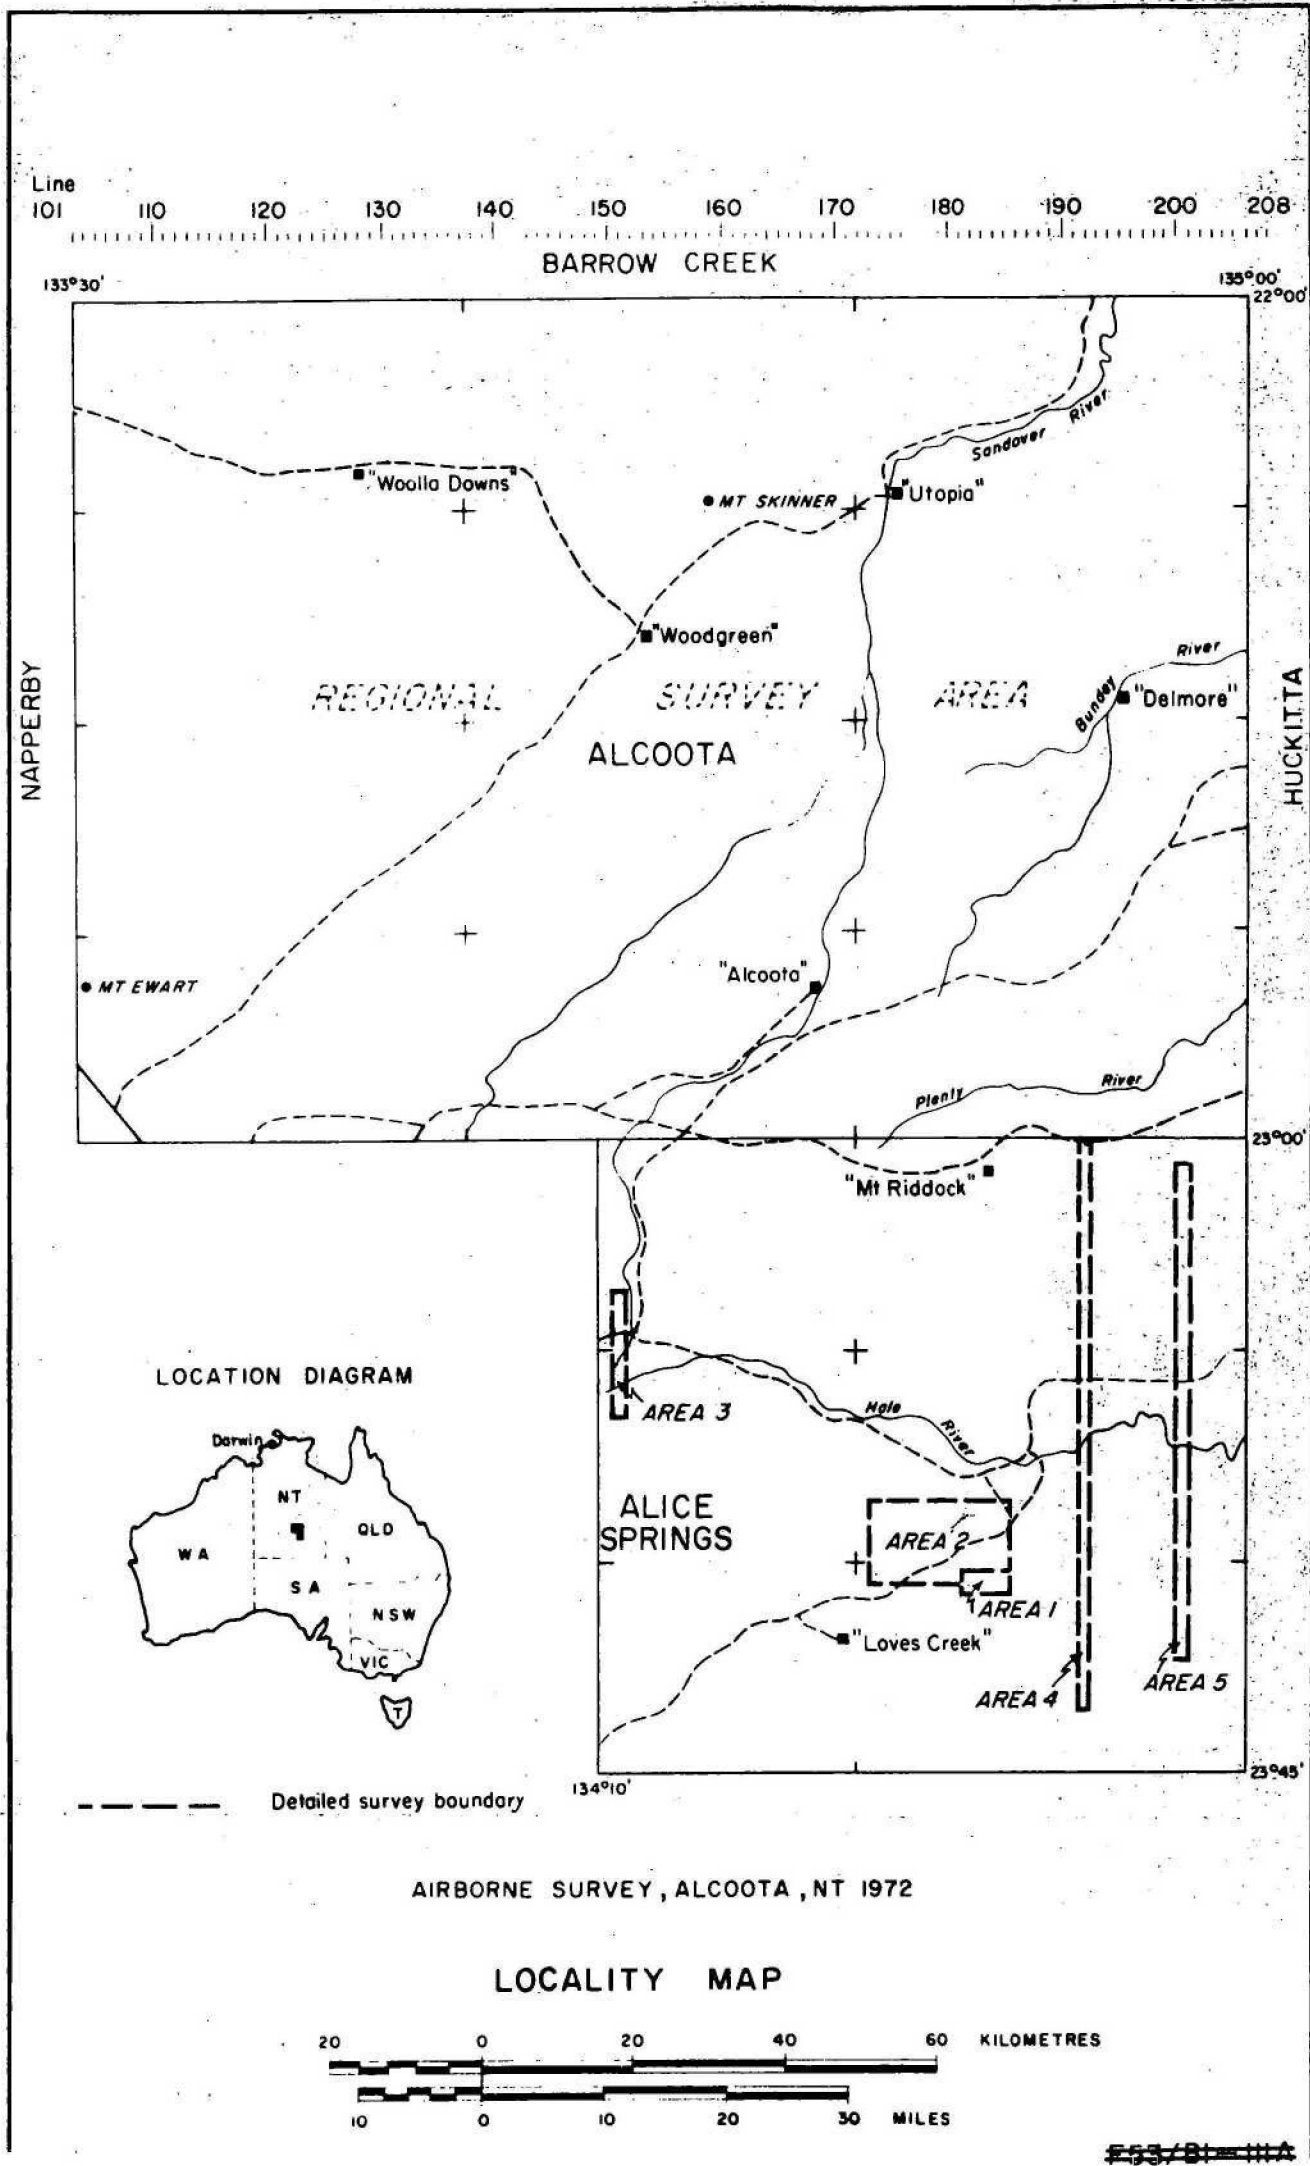 Line
101 110 120 130 140 150 160 170 180 190 200 208
BARROW CREEK
133°30'
135°00'
22°00'
Sandover River
"Woolla Downs"
MT SKINNER
"Utopia"
"Woodgreen"
River
Bunday
"Delmore"
NAPPERBY
HUCKITTA
REGIONAL SURVEY AREA
ALCOOTA
"Alcoota"
MT EWART
Plenty River
23°00'
"Mt Riddock"
LOCATION DIAGRAM
AREA 3
Hale River
Darwin
NT
QLD
WA
SA
NSW
VIC
T
ALICE
SPRINGS
AREA 2
AREA 1
"Loves Creek"
AREA 4
AREA 5
134°10'
23°45'
Detailed survey boundary
AIRBORNE SURVEY, ALCOOTA, NT 1972
LOCALITY MAP
20 0 20 40 60 KILOMETRES
10 0 10 20 30 MILES